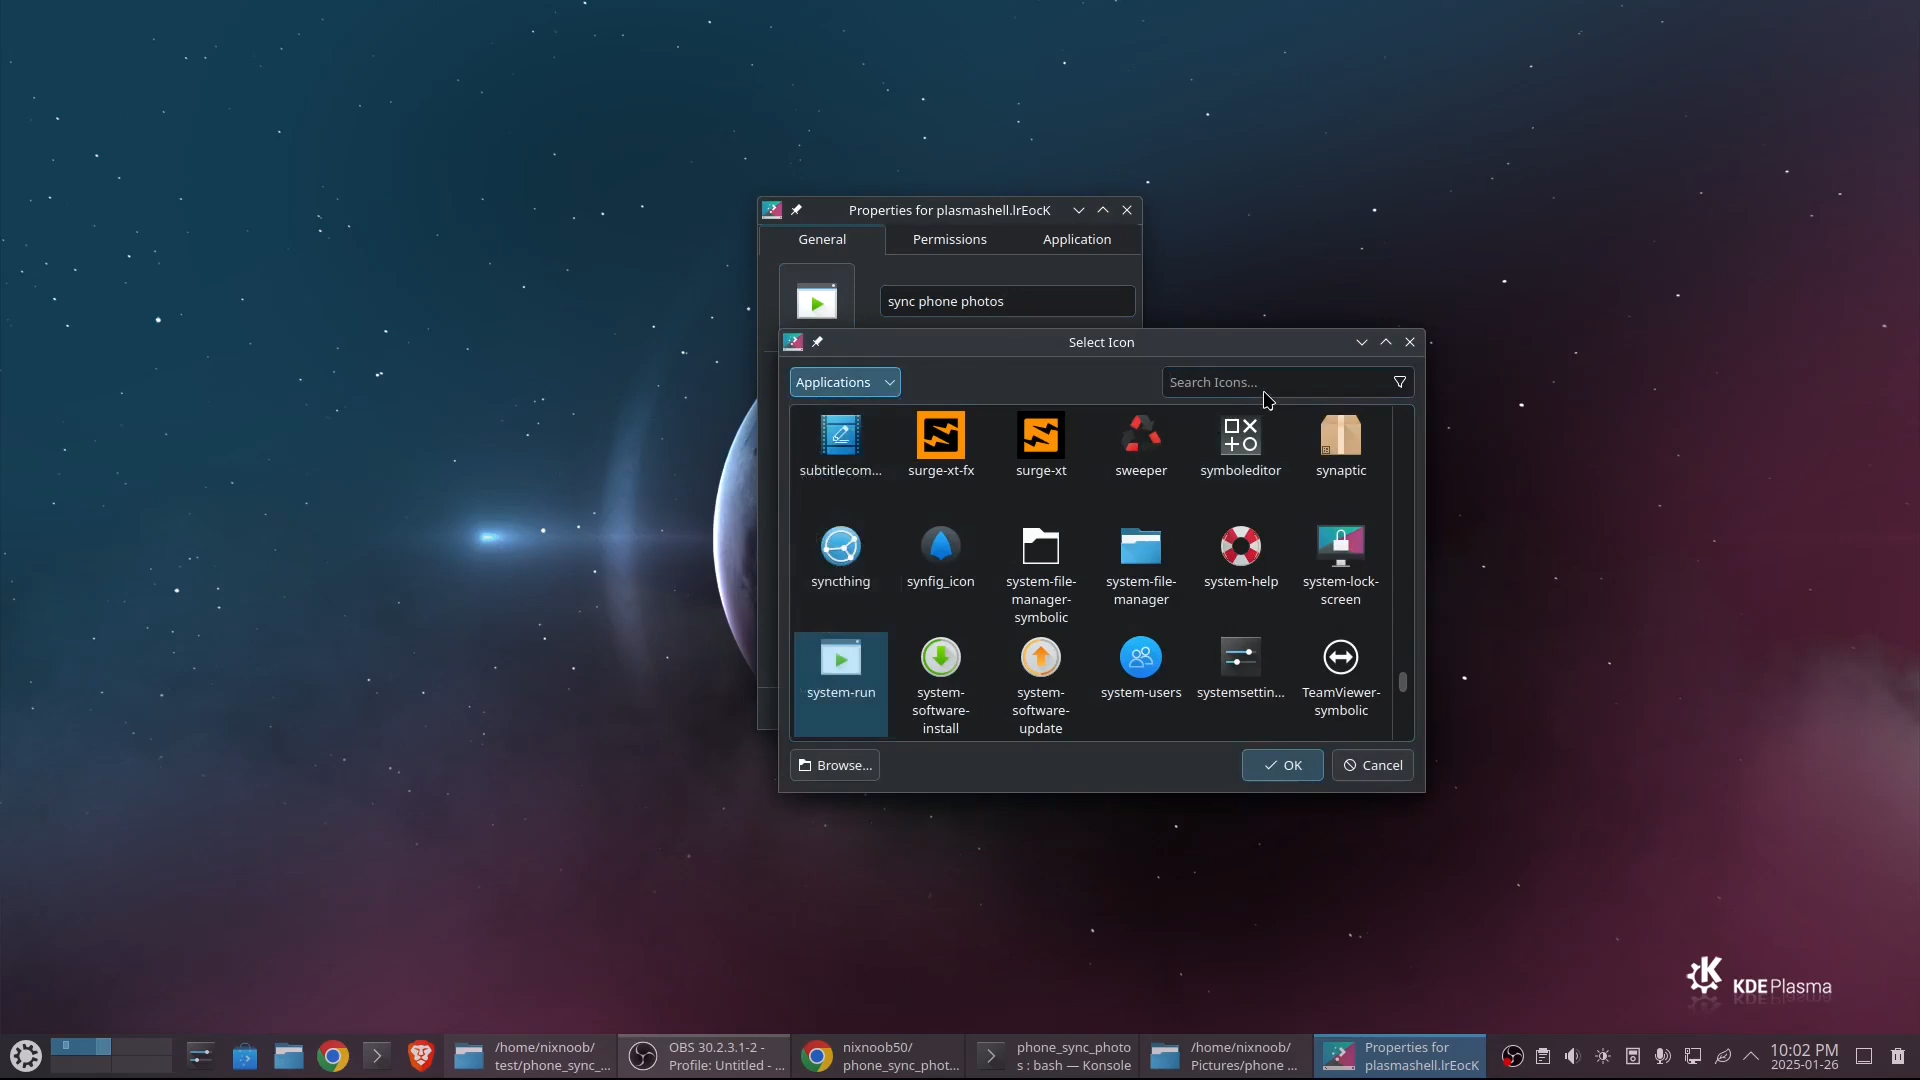 Properties for plasmashell.lrEocK
General
Permissions
Application
sync phone photos
Select Icon
Applications
Search Icons...
subtitlecom...
surge-xt-fx
surge-xt
sweeper
symboleditor
synaptic
syncthing
synfig_icon
system-file-
manager-
symbolic
system-file-
manager
system-help
system-lock-
screen
system-run
system-
software-
install
system-
software-
update
system-users
systemsettin...
TeamViewer-
symbolic
Browse...
OK
Cancel
KDE Plasma
/home/nixnoob/
test/phone_sync_...
OBS 30.2.3.1-2 -
Profile: Untitled - ...
nixnoob50/
phone_sync_phot...
phone_sync_photo
s : bash — Konsole
/home/nixnoob/
Pictures/phone ...
Properties for
plasmashell.lrEocK
10:02 PM
2025-01-26